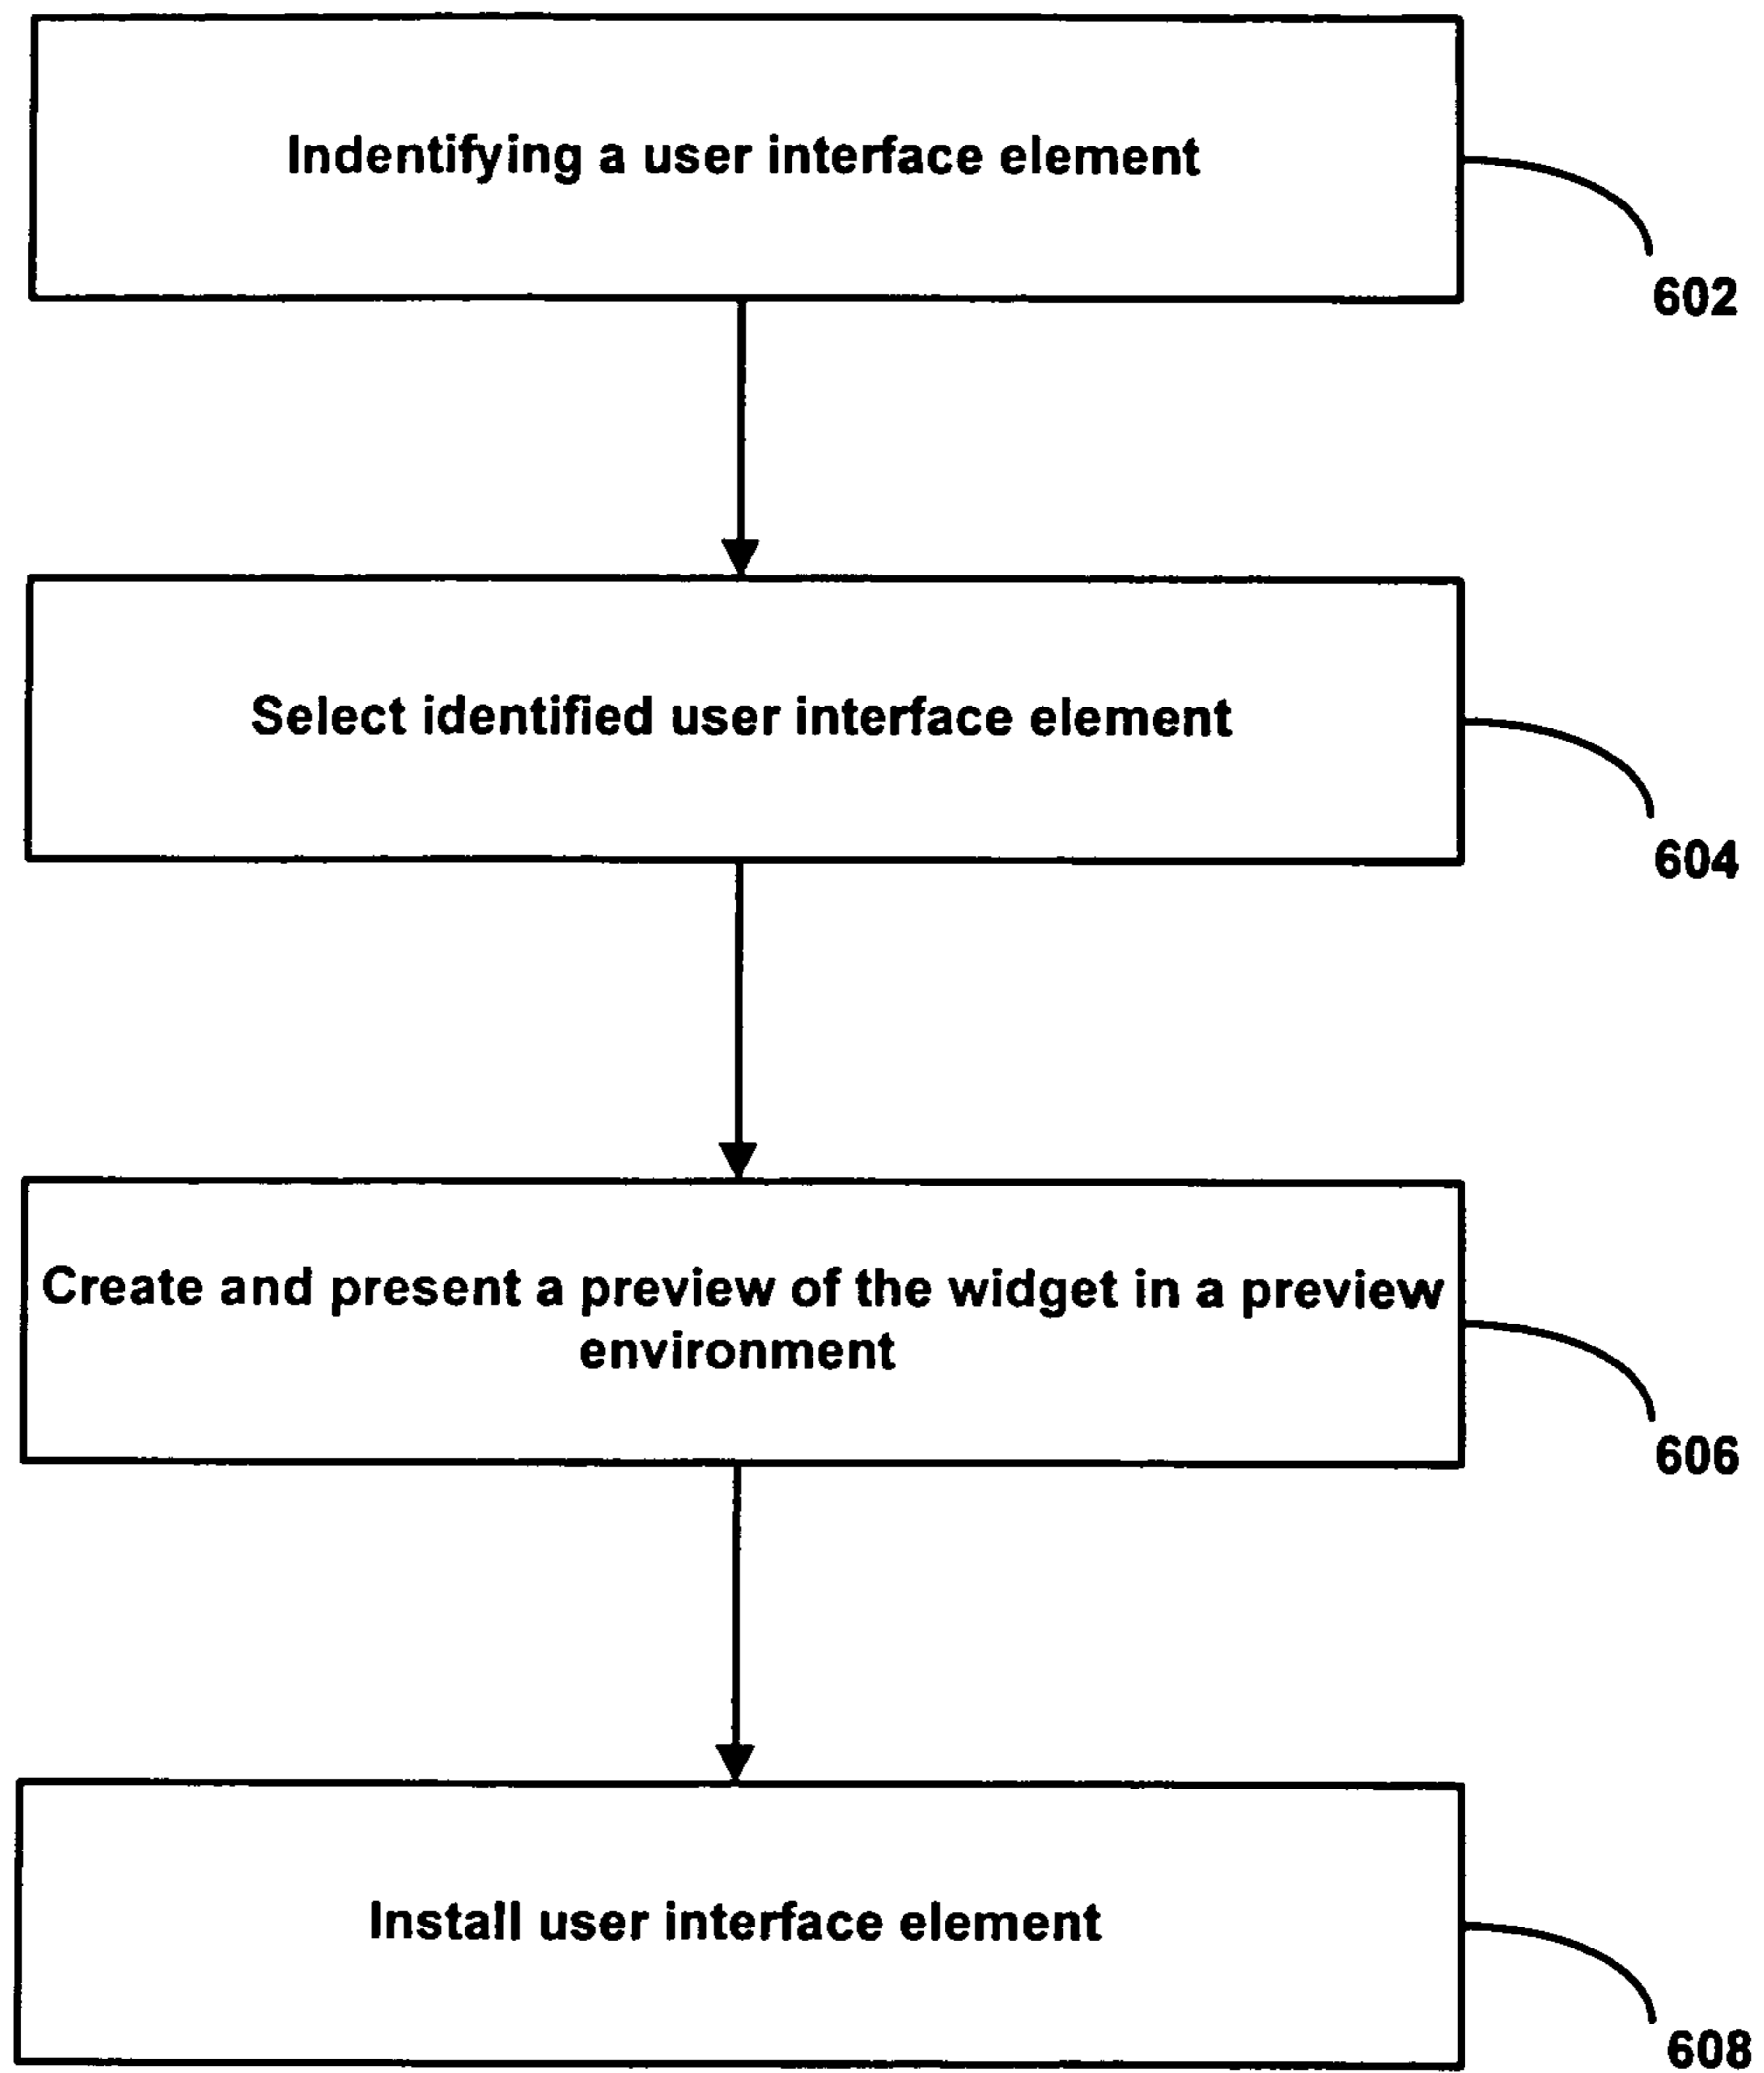 Indentifying a user interface element
602
Select identified user interface element
604
Create and present a preview of the widget in a preview
environment
606
Install user interface element
608